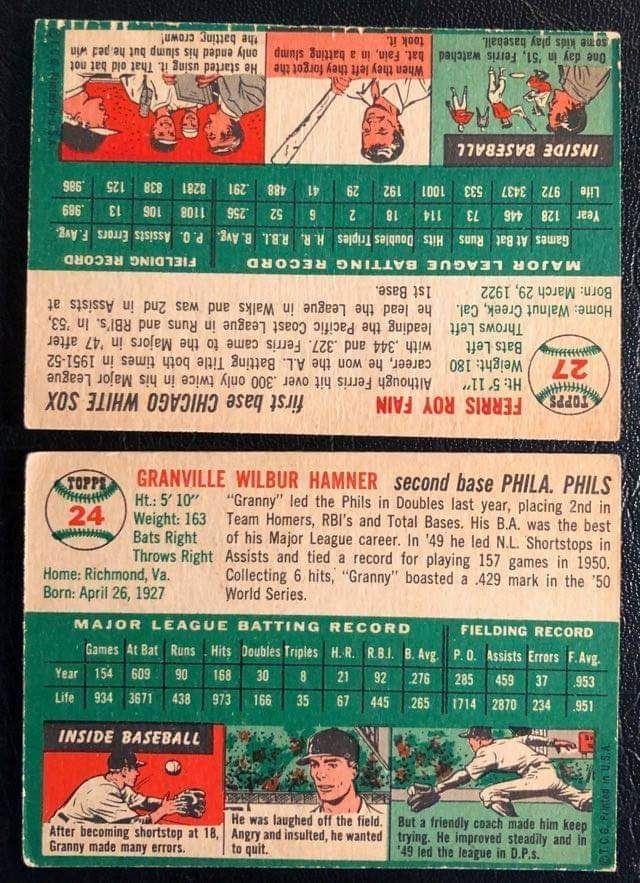 TOPPS
27
FERRIS ROY FAIN first base CHICAGO WHITE SOX
Ht.: 5' 11"
Weight: 180
Bats Left
Throws Left
Home: Walnut Creek, Cal.
Born: March 29, 1922
Although Ferris hit over .300 only twice in his Major League
career, he won the A.L. Batting Title both times in 1951-52
with .344 and .327. Ferris came to the Majors in '47 after
leading the Pacific Coast League in Runs and RBI's. In '53,
he lead the League in Walks and was 2nd in Assists at
1st Base.
MAJOR LEAGUE BATTING RECORD FIELDING RECORD
Games At Bat Runs Hits Doubles Triples H. R. R.B.I. B. Avg. P. O. Assists Errors F. Avg.
Year 128 446 73 114 18 2 6 52 .256 1108 106 13 .989
Life 972 3437 533 1001 192 29 41 488 .291 8281 838 125 .986
INSIDE BASEBALL
One day in '51, Ferris watched
some kids play baseball.
When they left they forgot the
bat. Fain, in a batting slump
took it.
He started using it. That old bat not
only ended his slump but he ped win
the batting crown!
TOPPS
24
GRANVILLE WILBUR HAMNER second base PHILA. PHILS
Ht.: 5' 10"
Weight: 163
Bats Right
Throws Right
Home: Richmond, Va.
Born: April 26, 1927
"Granny" led the Phils in Doubles last year, placing 2nd in
Team Homers, RBI's and Total Bases. His B.A. was the best
of his Major League career. In '49 he led N.L. Shortstops in
Assists and tied a record for playing 157 games in 1950.
Collecting 6 hits, "Granny" boasted a .429 mark in the '50
World Series.
MAJOR LEAGUE BATTING RECORD FIELDING RECORD
Games At Bat Runs Hits Doubles Triples H.R. R.B.I. B. Avg. P.O. Assists Errors F. Avg.
Year 154 609 90 168 30 8 21 92 .276 285 459 37 .953
Life 934 3671 438 973 166 35 67 445 .265 1714 2870 234 .951
INSIDE BASEBALL
After becoming shortstop at 18,
Granny made many errors.
He was laughed off the field.
Angry and insulted, he wanted
to quit.
But a friendly coach made him keep
trying. He improved steadily and in
'49 led the league in D.P.s.
© T.C.G. Printed in U.S.A.